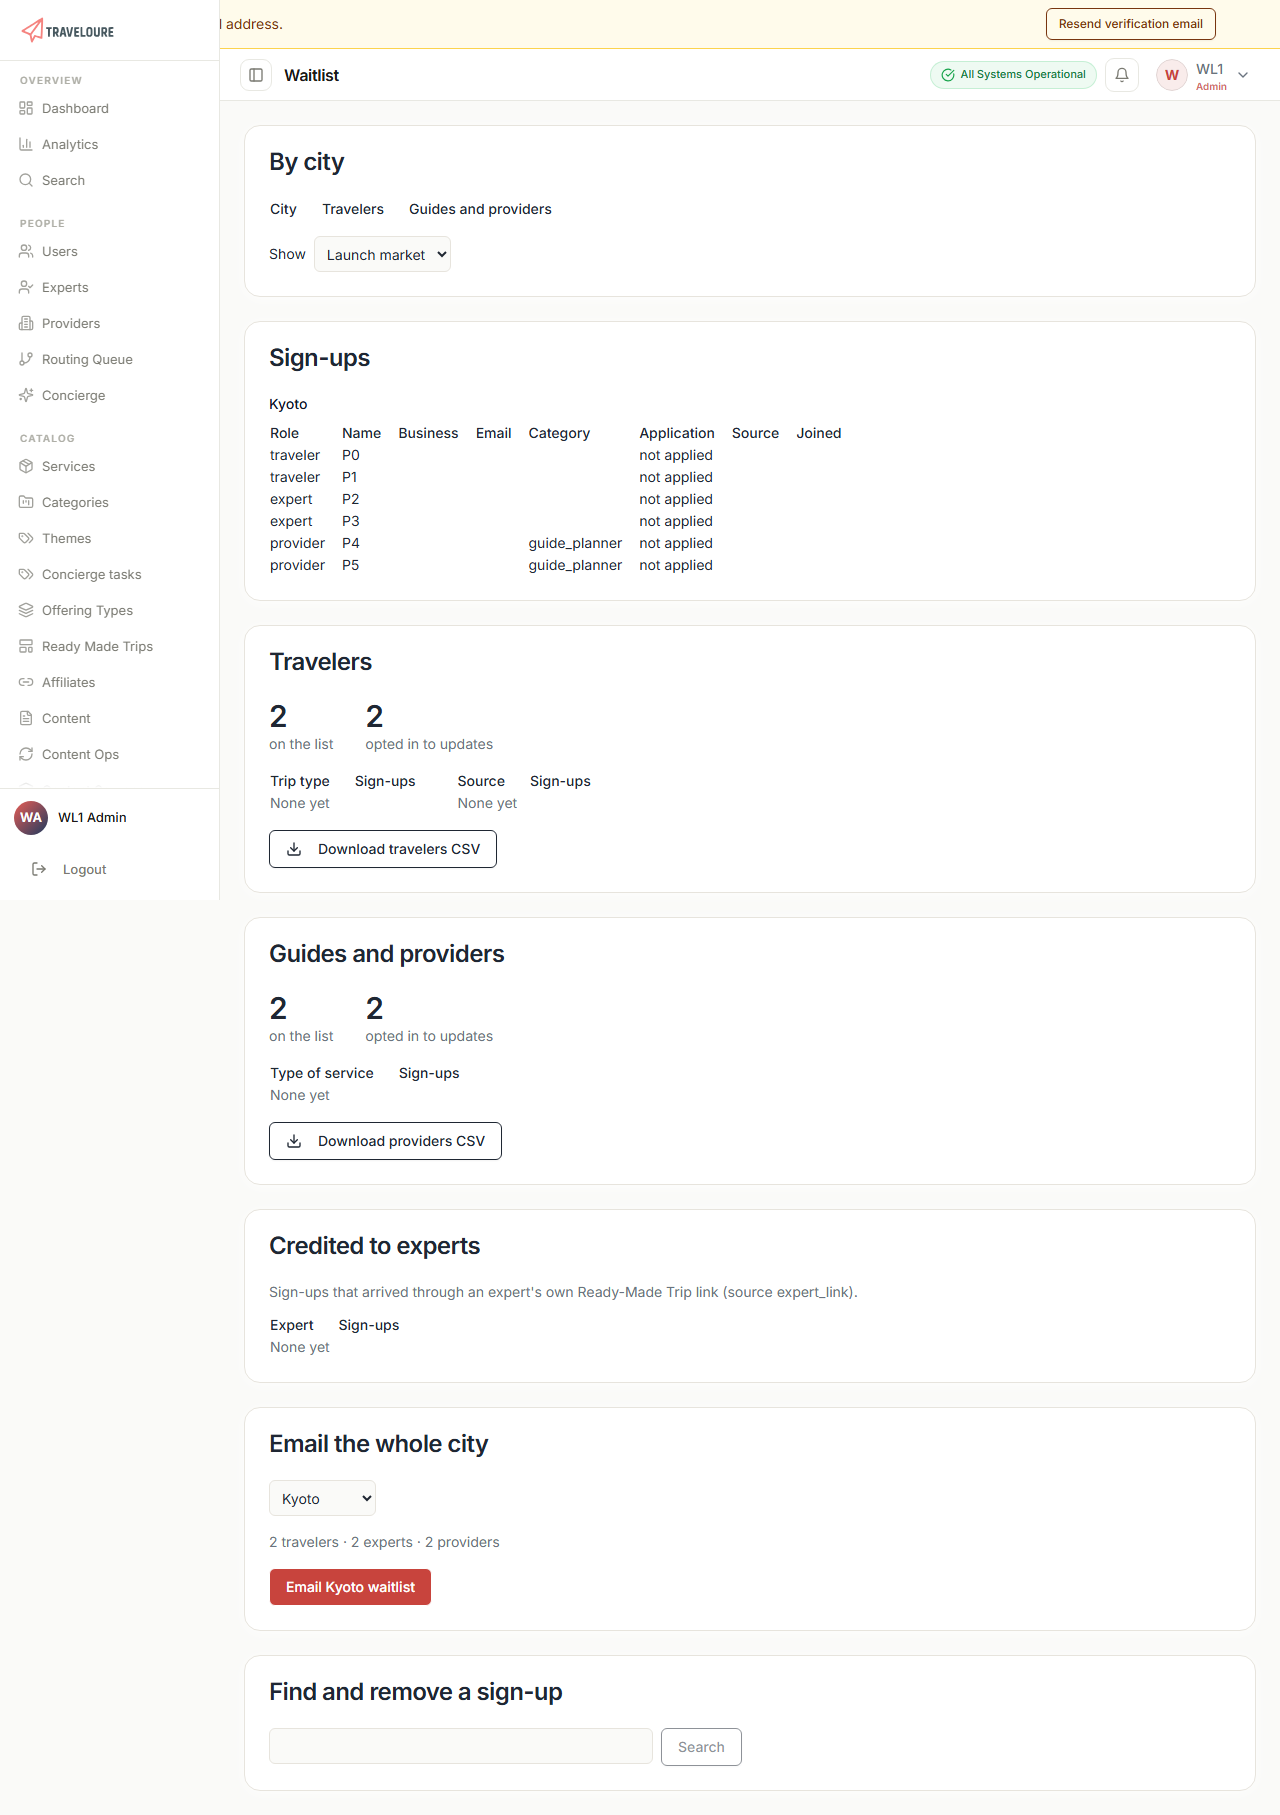 TRAVELOURE
l address.
Resend verification email
OVERVIEW
Dashboard
Analytics
Search
PEOPLE
Users
Experts
Providers
Routing Queue
Concierge
CATALOG
Services
Categories
Themes
Concierge tasks
Offering Types
Ready Made Trips
Affiliates
Content
Content Ops
WA WL1 Admin
Logout
Waitlist
All Systems Operational
W WL1
Admin
By city
City Travelers Guides and providers
Show Launch market
Sign-ups
Kyoto
Role Name Business Email Category Application Source Joined
traveler P0 not applied
traveler P1 not applied
expert P2 not applied
expert P3 not applied
provider P4 guide_planner not applied
provider P5 guide_planner not applied
Travelers
2 2
on the list opted in to updates
Trip type Sign-ups Source Sign-ups
None yet None yet
Download travelers CSV
Guides and providers
2 2
on the list opted in to updates
Type of service Sign-ups
None yet
Download providers CSV
Credited to experts
Sign-ups that arrived through an expert's own Ready-Made Trip link (source expert_link).
Expert Sign-ups
None yet
Email the whole city
Kyoto
2 travelers · 2 experts · 2 providers
Email Kyoto waitlist
Find and remove a sign-up
Search